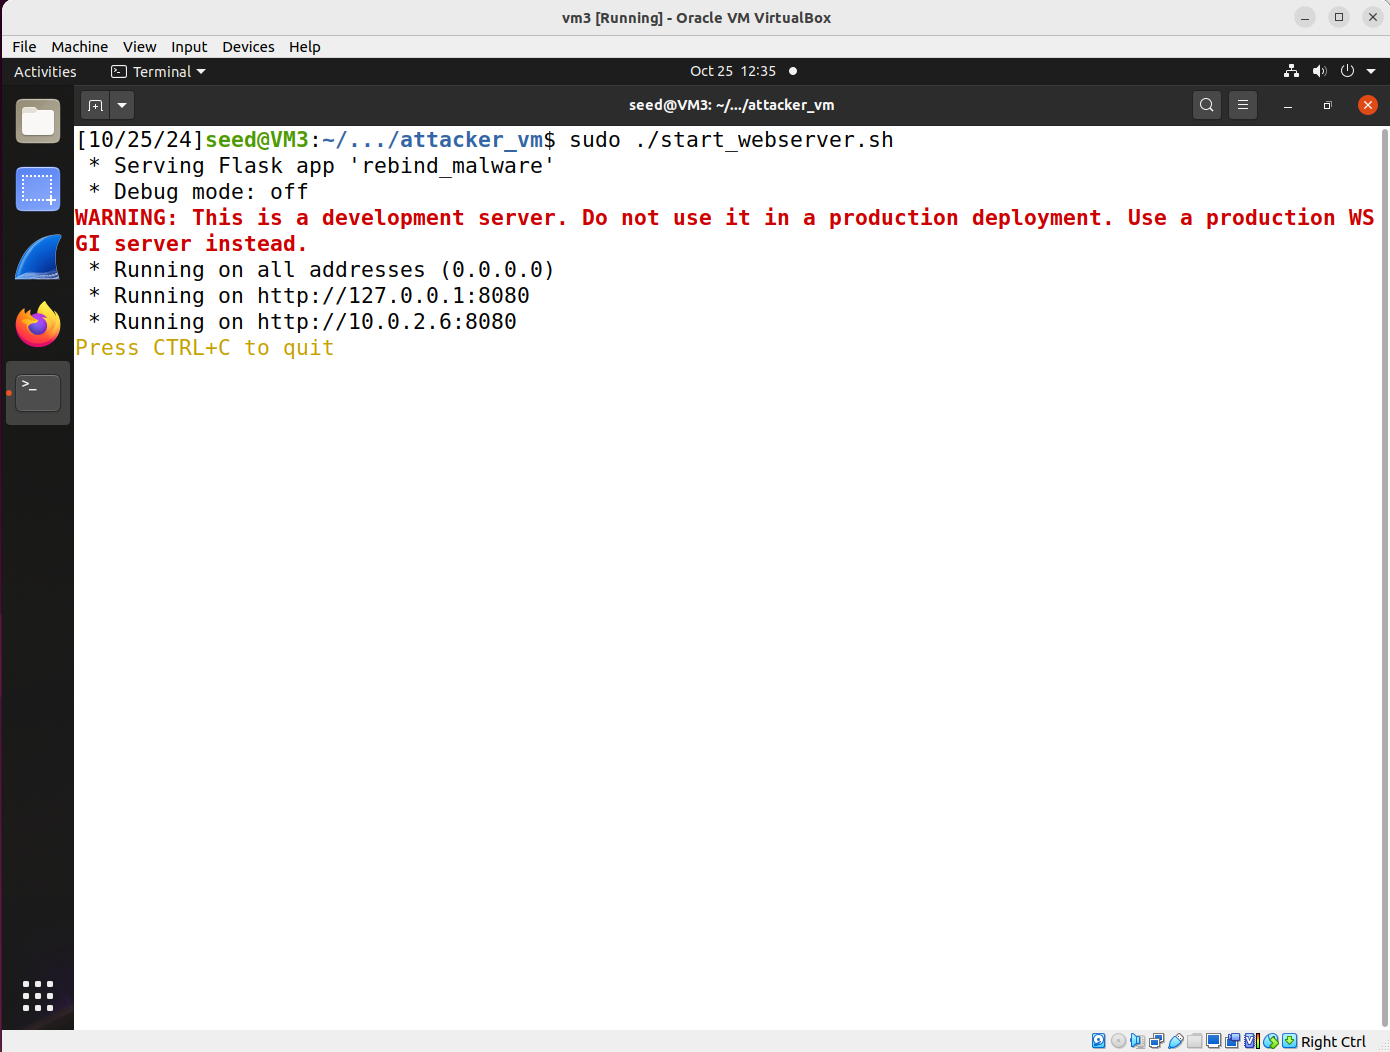 vm3 [Running] - Oracle VM VirtualBox
File Machine View Input Devices Help
Activities Terminal Oct 25 12:35
seed@VM3: ~/.../attacker_vm
[10/25/24]seed@VM3:~/.../attacker_vm$ sudo ./start_webserver.sh
* Serving Flask app 'rebind_malware'
* Debug mode: off
WARNING: This is a development server. Do not use it in a production deployment. Use a production WS
GI server instead.
* Running on all addresses (0.0.0.0)
* Running on http://127.0.0.1:8080
* Running on http://10.0.2.6:8080
Press CTRL+C to quit
>_
Right Ctrl